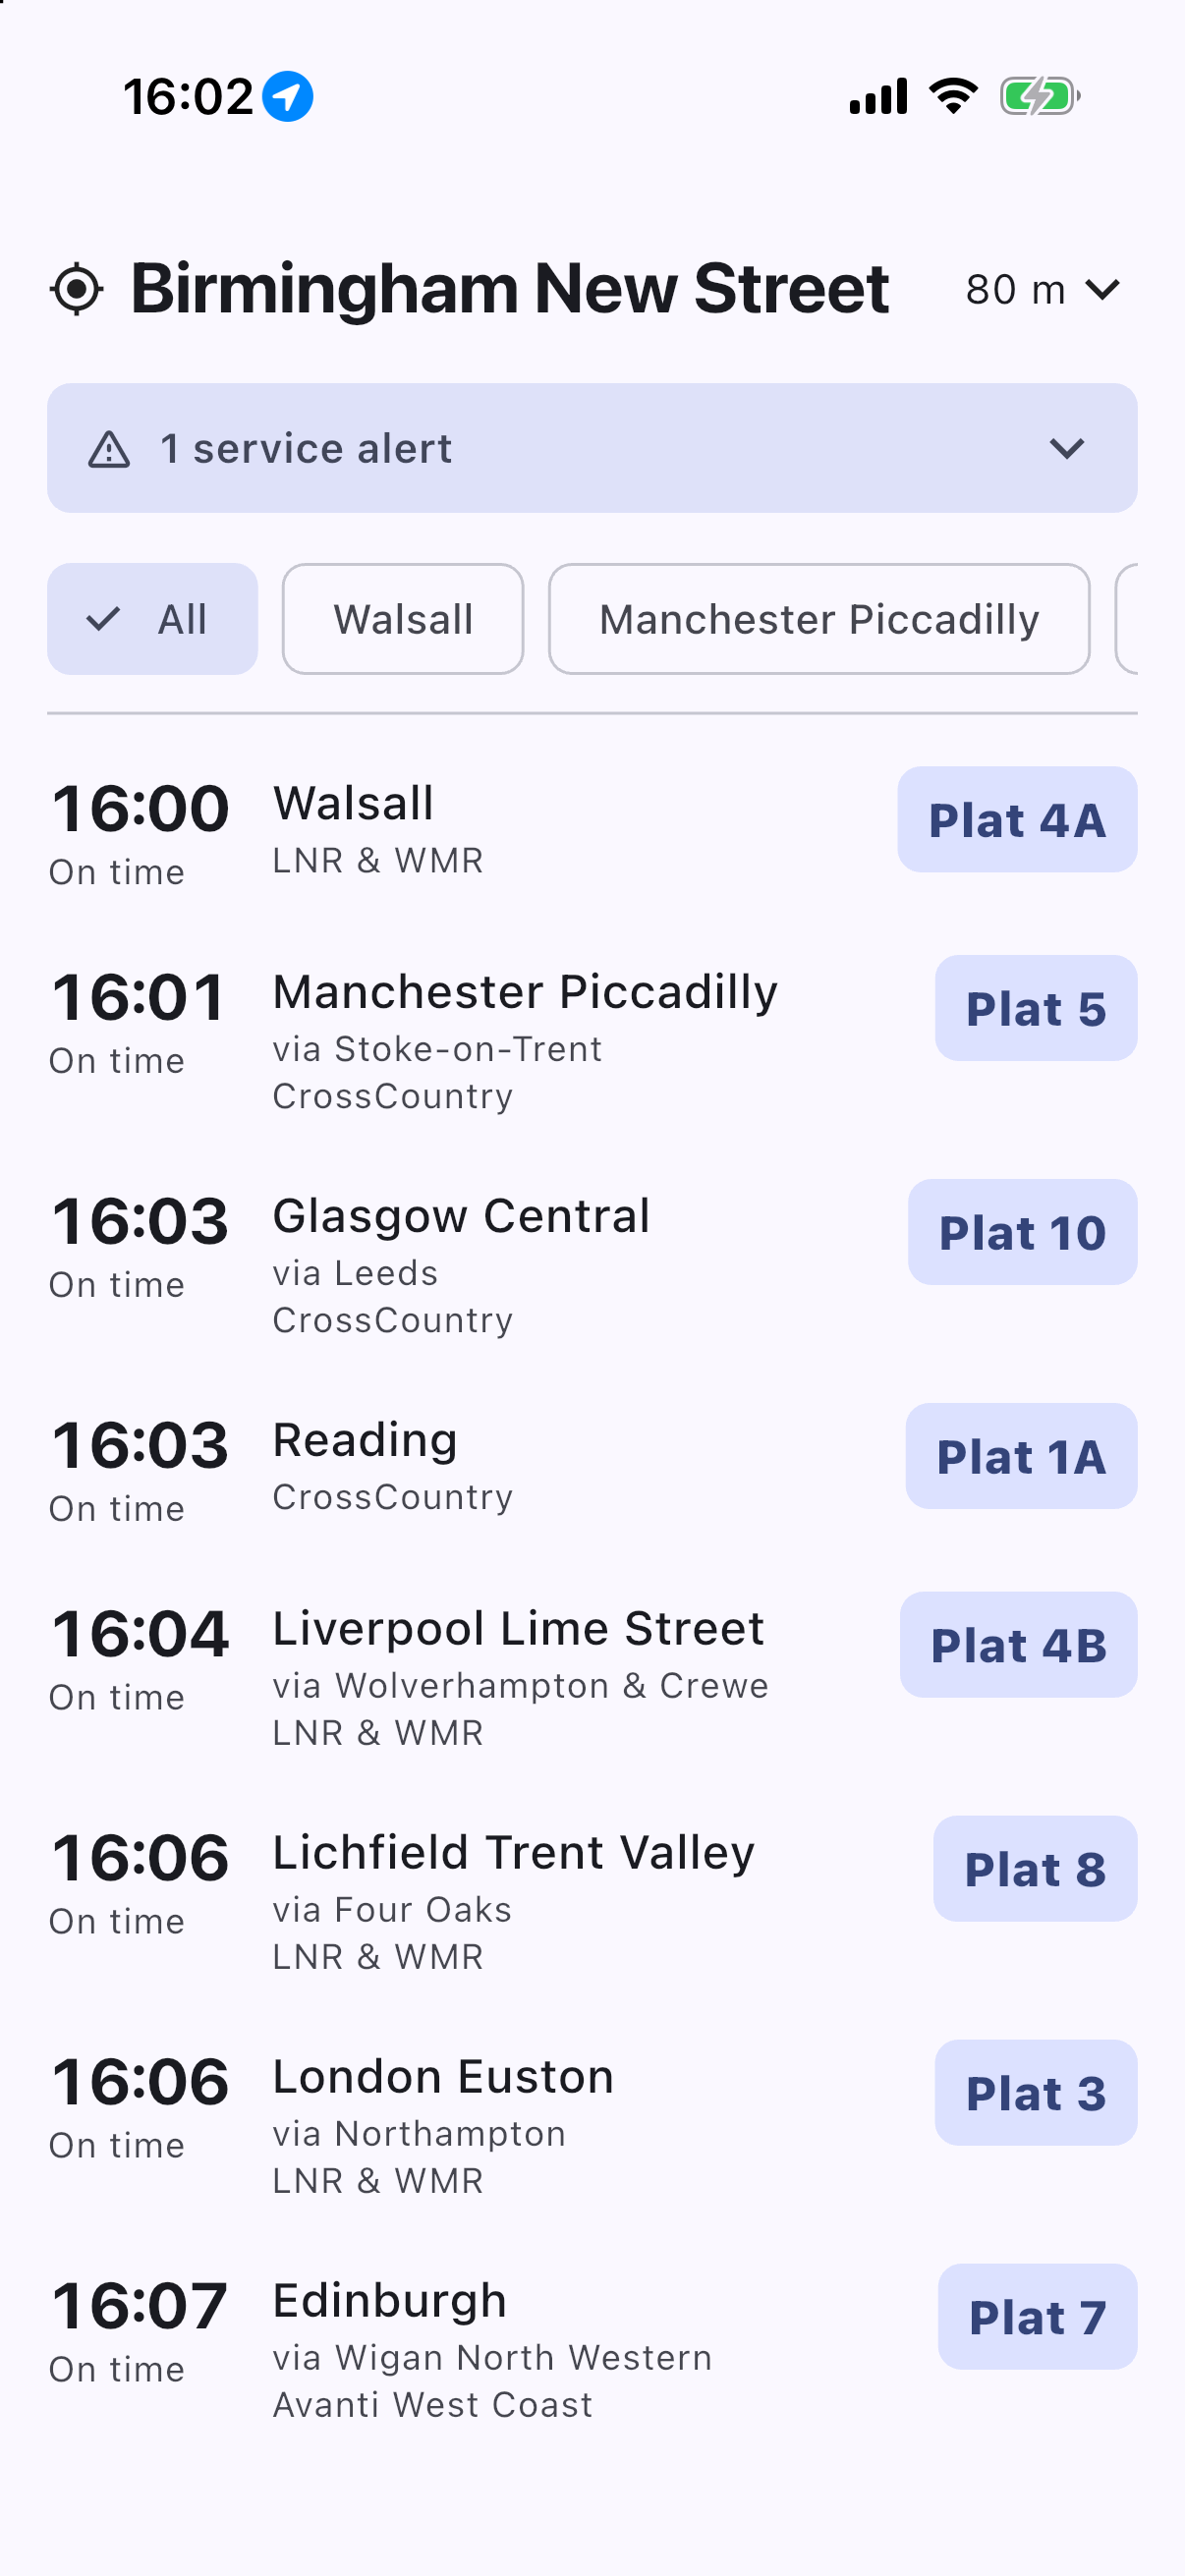 16:02
Birmingham New Street 80 m
1 service alert
All Walsall Manchester Piccadilly
16:00 Walsall Plat 4A
On time LNR & WMR
16:01 Manchester Piccadilly Plat 5
On time via Stoke-on-Trent
CrossCountry
16:03 Glasgow Central Plat 10
On time via Leeds
CrossCountry
16:03 Reading Plat 1A
On time CrossCountry
16:04 Liverpool Lime Street Plat 4B
On time via Wolverhampton & Crewe
LNR & WMR
16:06 Lichfield Trent Valley Plat 8
On time via Four Oaks
LNR & WMR
16:06 London Euston Plat 3
On time via Northampton
LNR & WMR
16:07 Edinburgh Plat 7
On time via Wigan North Western
Avanti West Coast